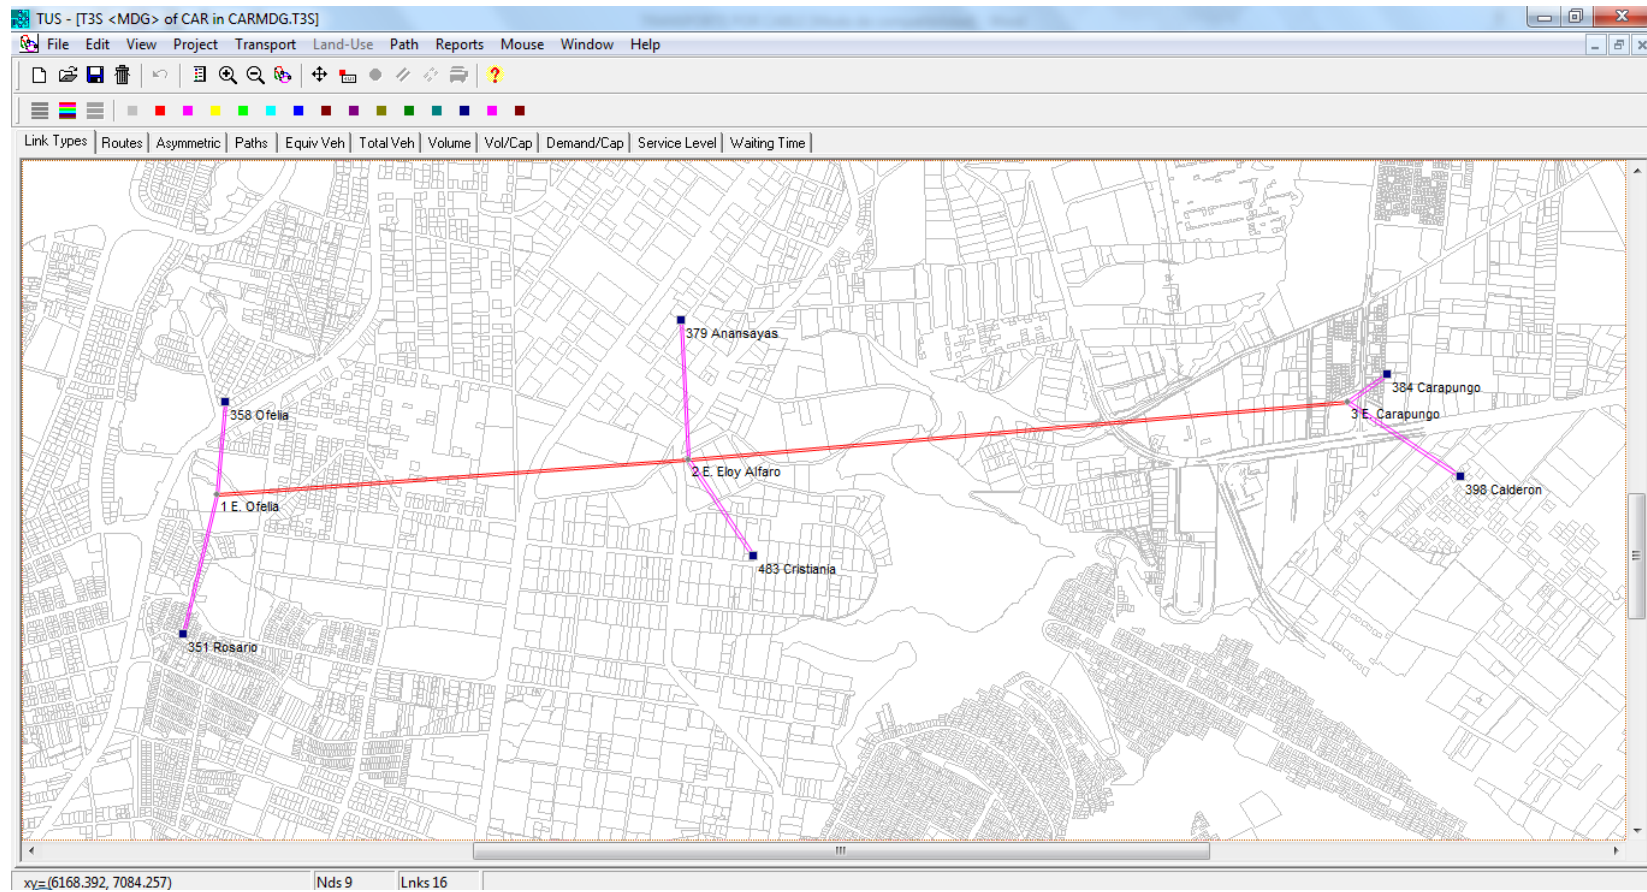 TUS - [T3S <MDG> of CAR in CARMDG.T3S]
File Edit View Project Transport Land-Use Path Reports Mouse Window Help
Link Types Routes Asymmetric Paths Equiv Veh Total Veh Volume Vol/Cap Demand/Cap Service Level Waiting Time
379 Anansayas
384 Carapungo
358 Ofelia
3 E. Carapungo
2 E. Eloy Alfaro
398 Calderon
1 E. Ofelia
483 Cristiania
351 Rosario
xy=(6168.392, 7084.257) Nds 9 Lnks 16